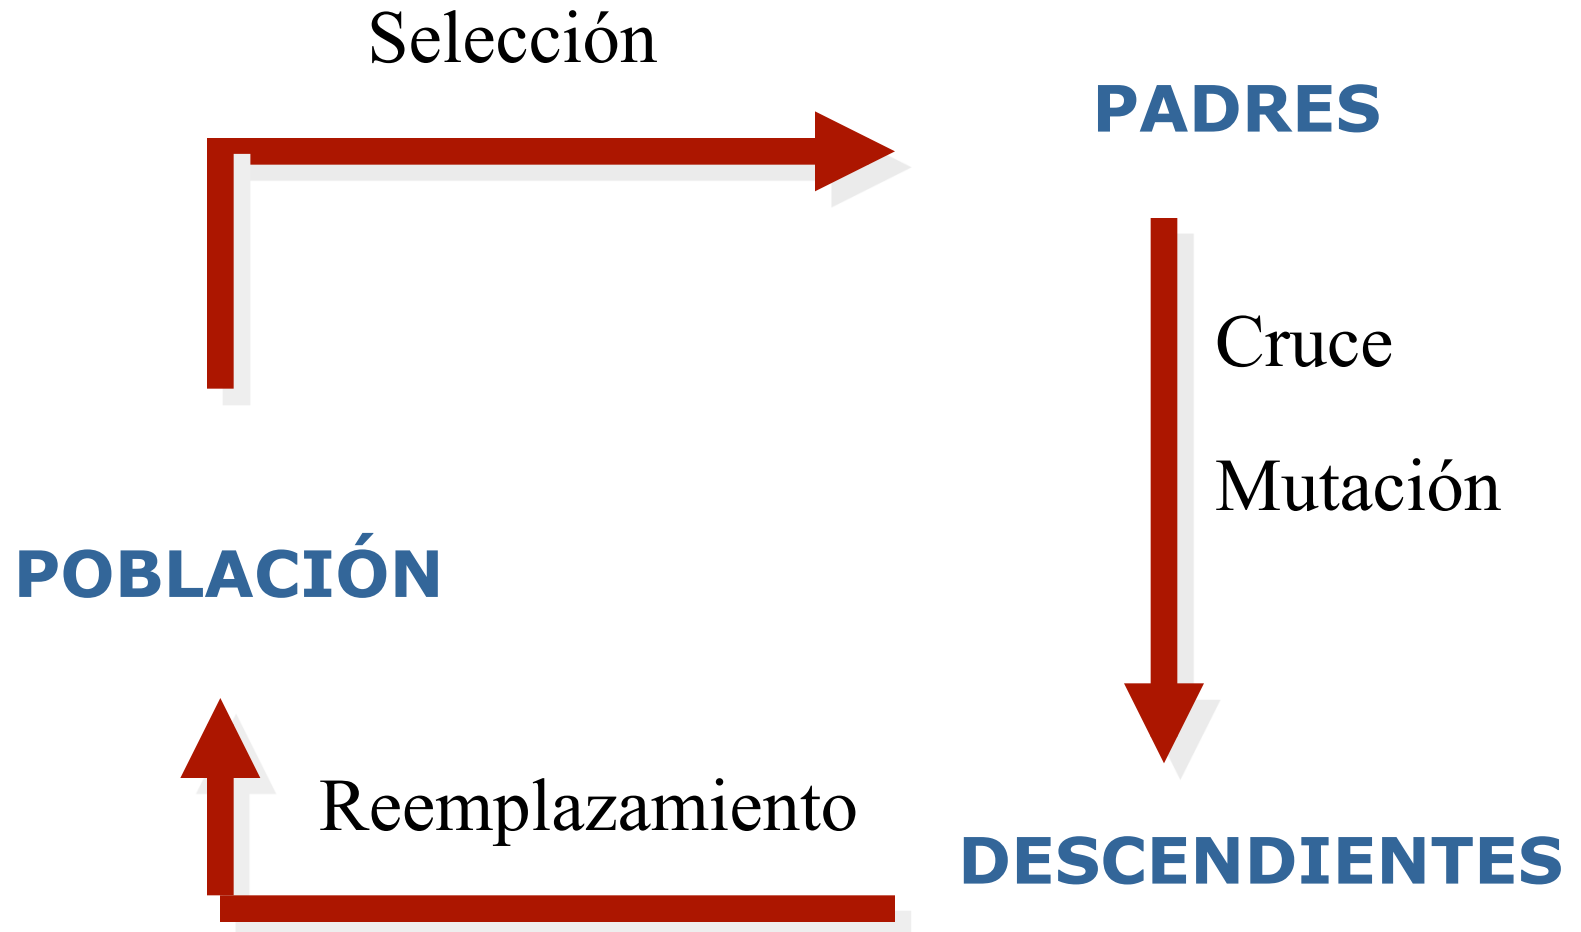 Selección
PADRES
Cruce
Mutación
POBLACIÓN
Reemplazamiento
DESCENDIENTES